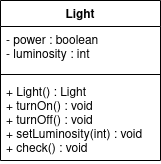 Light
- power : boolean
- luminosity : int
+ Light() : Light
+ turnOn() : void
+ turnOff() : void
+ setLuminosity(int) : void
+ check() : void